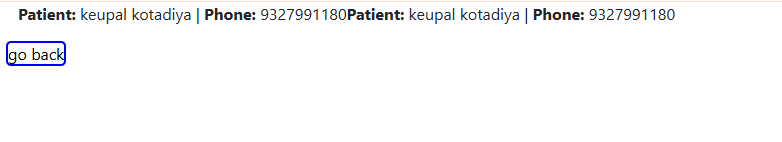 Patient: keupal kotadiya | Phone: 9327991180Patient: keupal kotadiya | Phone: 9327991180
go back